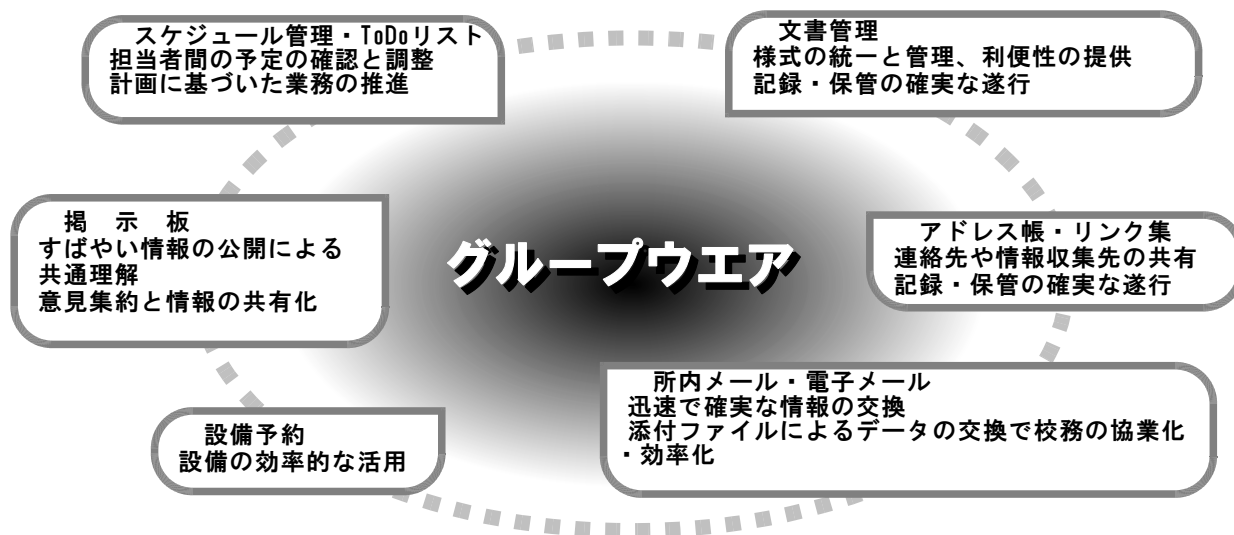 スケジュール管理・ToDoリスト
担当者間の予定の確認と調整
計画に基づいた業務の推進
文書管理
様式の統一と管理、利便性の提供
記録・保管の確実な遂行
掲　示　板
すばやい情報の公開による
共通理解
意見集約と情報の共有化
グループウエア
アドレス帳・リンク集
連絡先や情報収集先の共有
記録・保管の確実な遂行
設備予約
設備の効率的な活用
所内メール・電子メール
迅速で確実な情報の交換
添付ファイルによるデータの交換で校務の協業化
・効率化